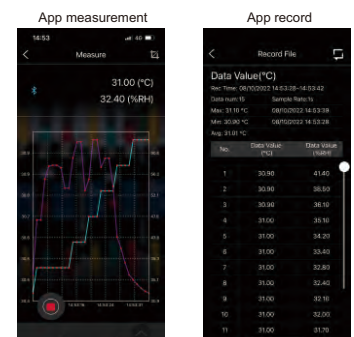 App measurement
App record
14:53
Measure
31.00 (°C)
32.40 (%RH)
Record File
Data Value(°C)
Rec Time: 08/10/2022 14:53:28-14:53:42
Data num:15 Sample Rate:1s
Max: 31.10 °C 08/10/2022 14:53:39
Min: 30.90 °C 08/10/2022 14:53:28
Avg: 31.01 °C
No. Data Value (°C) Data Value (%RH)
1 30.90 41.40
2 30.90 38.50
3 30.90 36.10
4 31.00 35.10
5 31.00 34.20
6 31.00 33.40
7 31.00 32.80
8 31.00 32.40
9 31.00 32.10
10 31.00 32.00
11 31.00 31.70